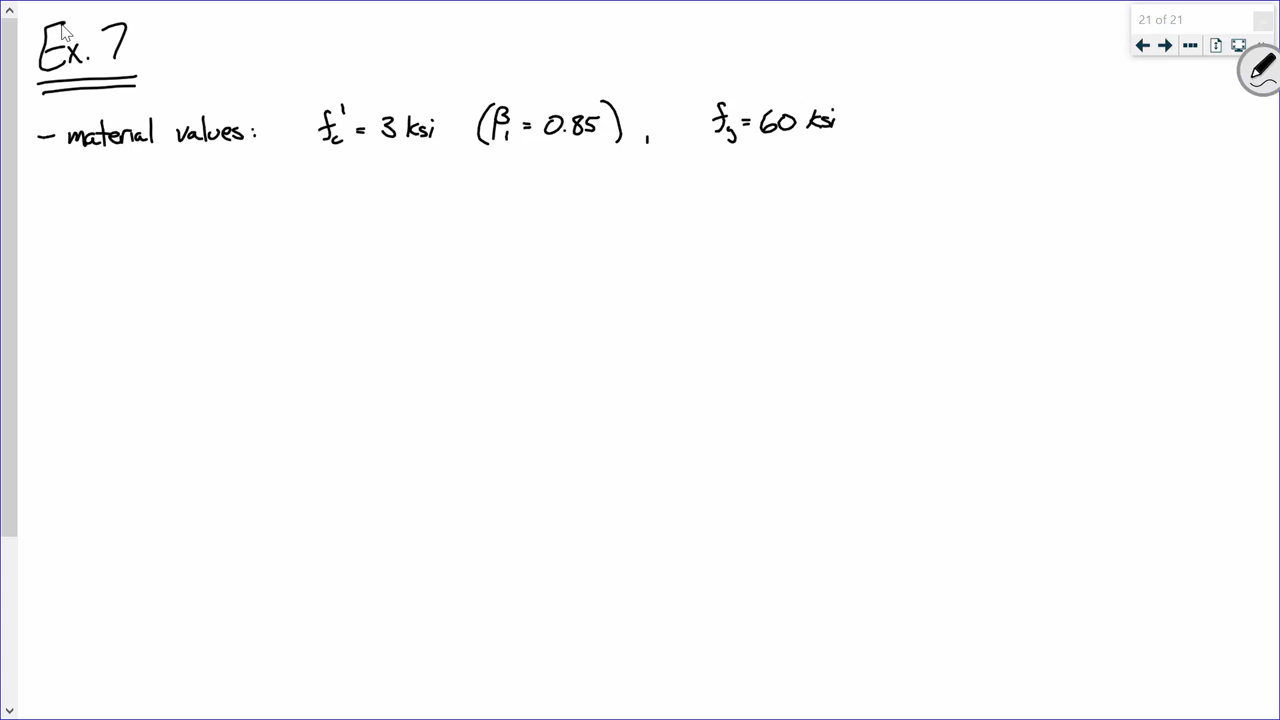 Ex. 7
21 of 21
- material values: f'c = 3 ksi (β1 = 0.85), fy = 60 ksi